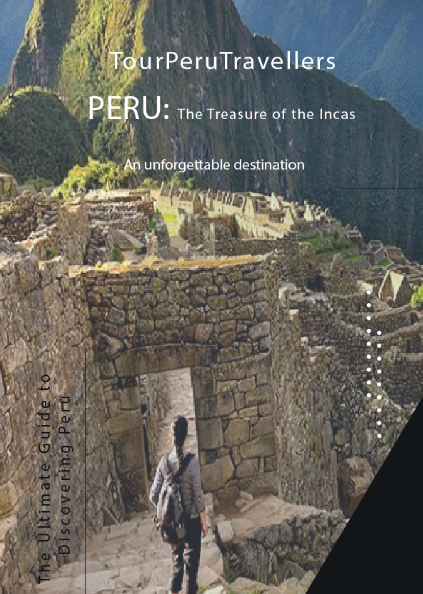 TourPeruTravellers
PERU: The Treasure of the Incas
An unforgettable destination
The Ultimate Guide to
Discovering Peru